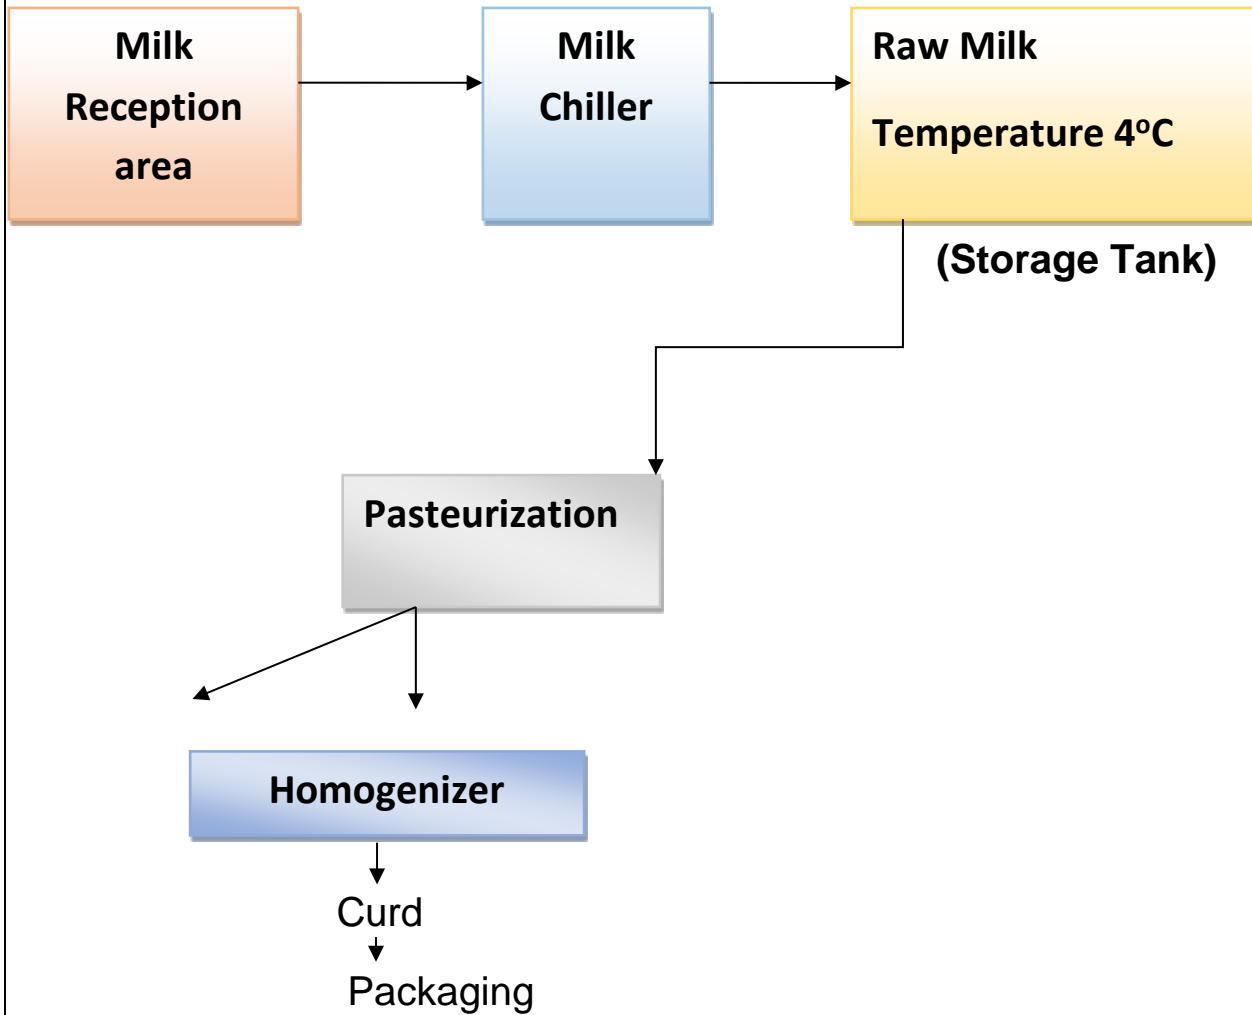 Milk
Reception
area
Milk
Chiller
Raw Milk
Temperature 4ºC
(Storage Tank)
Pasteurization
Homogenizer
Curd
Packaging